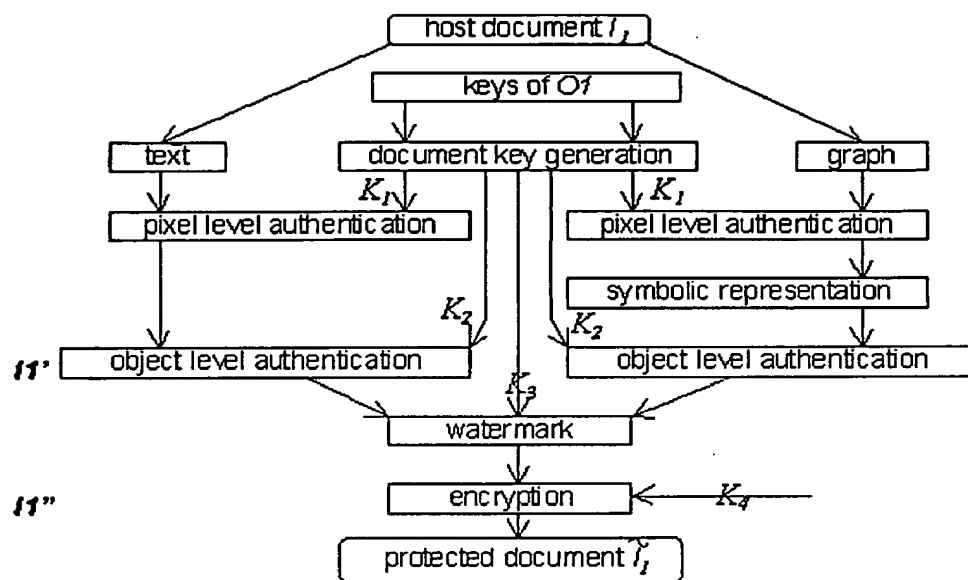 host document I₁
keys of O1
text
document key generation
graph
K₁
K₁
pixel level authentication
pixel level authentication
symbolic representation
K₂
K₂
object level authentication
object level authentication
I1’
K₃
watermark
I1”
encryption
K₄
protected document Ĩ₁